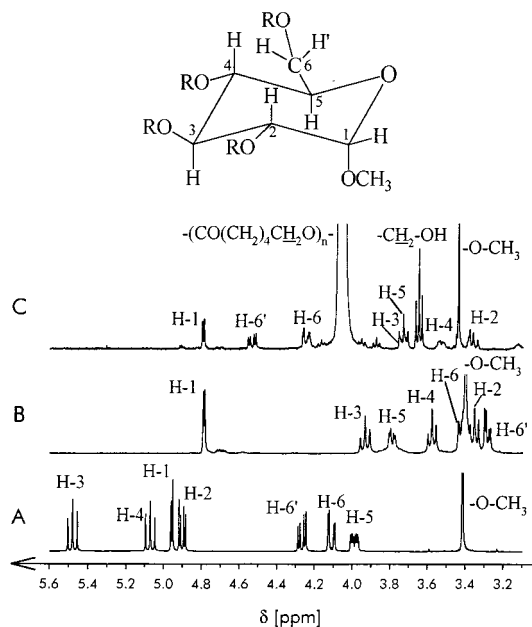 RO
H H'
H C
4 6
RO H O
5
RO H
3 RO 2 1 H
H OCH₃
-(CO(CH₂)₄CH₂O)ₙ- -CH₂-OH
-O-CH₃
C H-1 H-6' H-6 H-3 H-5 H-4 H-2
-O-CH₃
B H-1 H-3 H-5 H-4 H-6 H-2 H-6'
A H-3 H-4 H-1 H-2 H-6' H-6 H-5 -O-CH₃
5.6 5.4 5.2 5.0 4.8 4.6 4.4 4.2 4.0 3.8 3.6 3.4 3.2
δ [ppm]